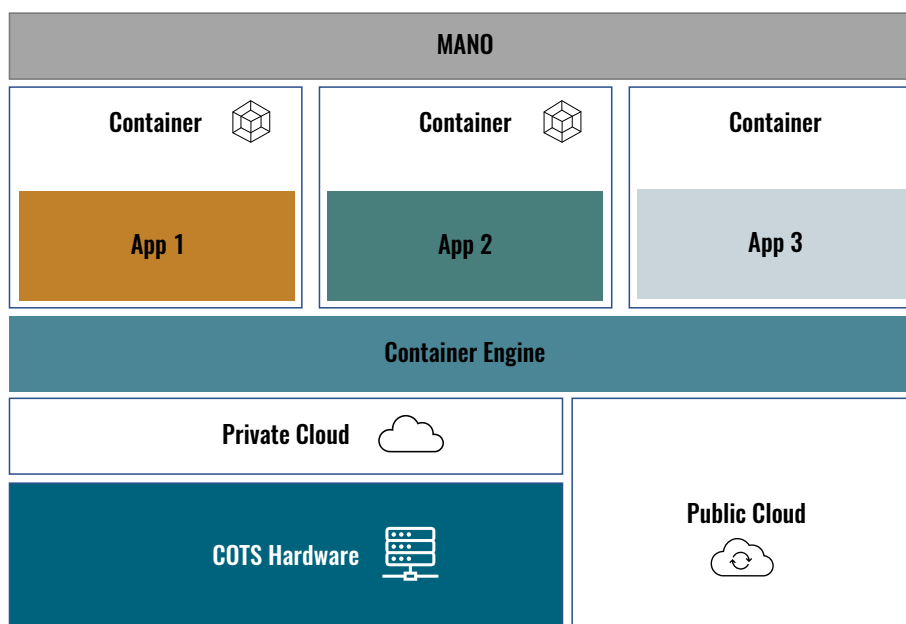 MANO
Container
Container
Container
App 1
App 2
App 3
Container Engine
Private Cloud
Public Cloud
COTS Hardware